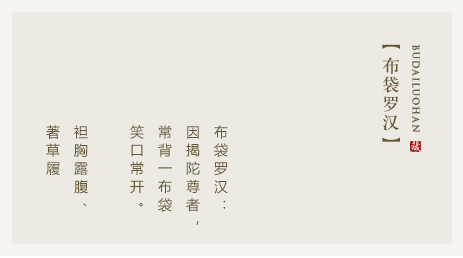 BUDAILUOHAN
【布袋罗汉】
藏
布袋罗汉：
因揭陀尊者，
常背一布袋
笑口常开。
袒胸露腹、
著草履